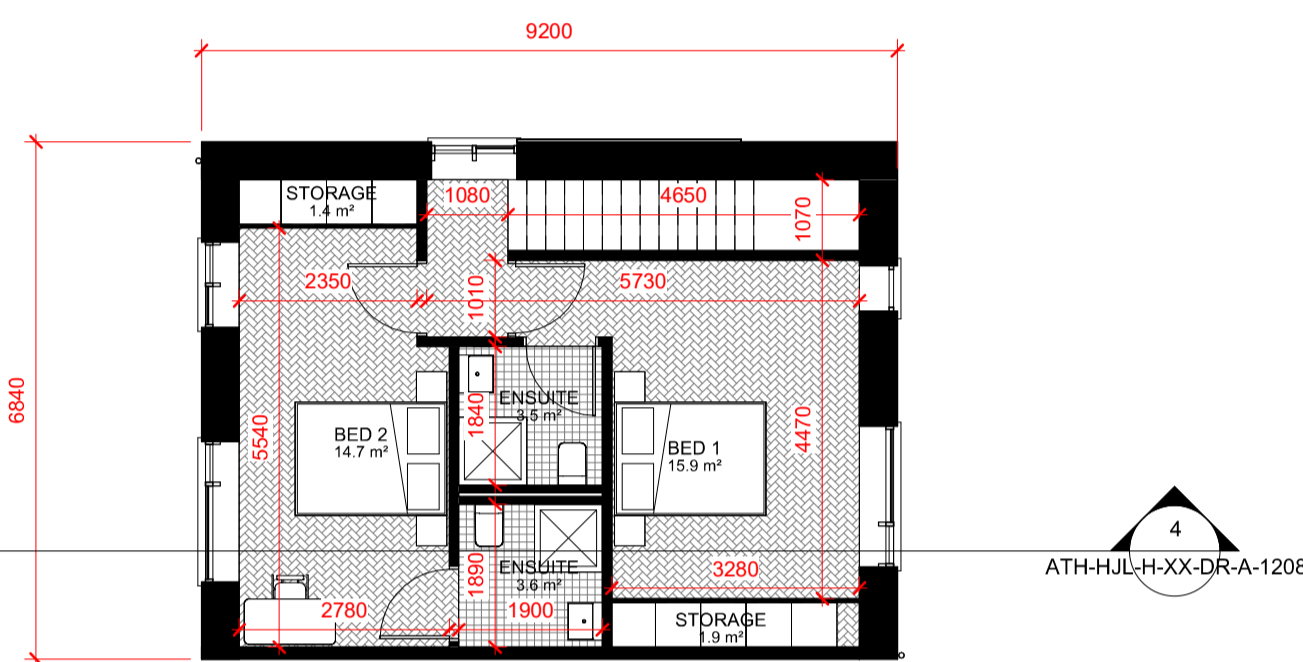 9200
STORAGE
1.4 m²
1080
4650
1070
2350
1010
5730
6840
5540
1840
ENSUITE
3.5 m²
4470
BED 2
14.7 m²
BED 1
15.9 m²
4
ATH-HJL-H-XX-DR-A-1208
1890
ENSUITE
3.6 m²
3280
2780
1900
STORAGE
1.9 m²